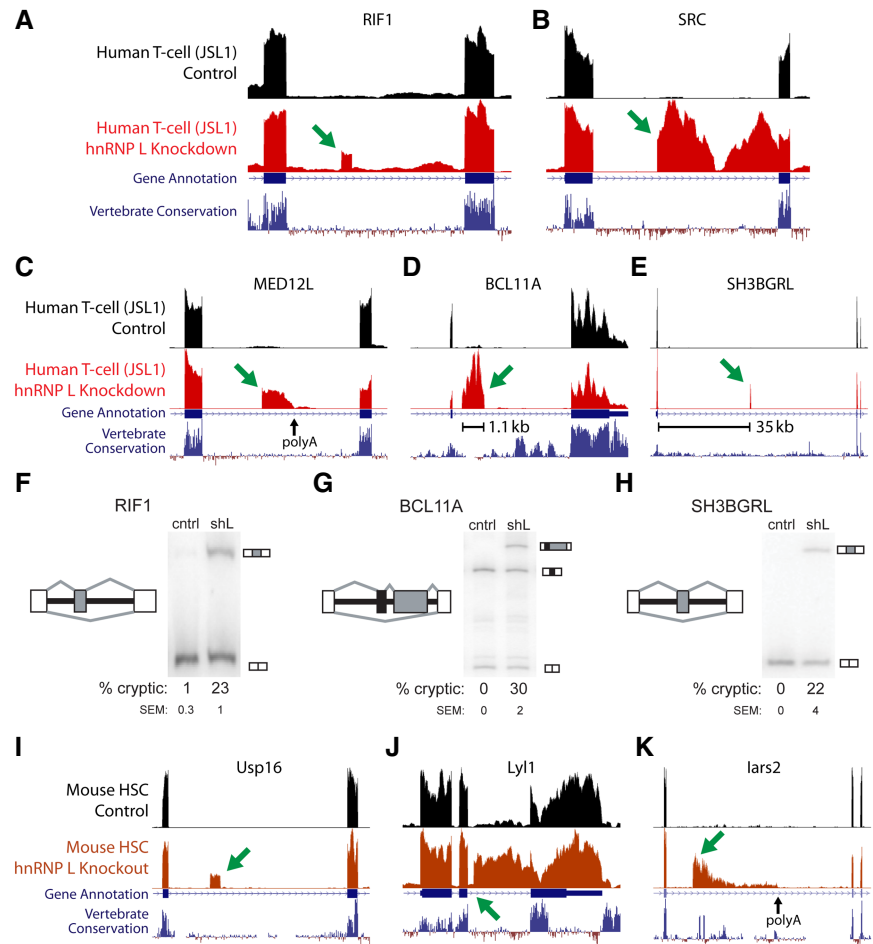 A
RIF1
B
SRC
Human T-cell (JSL1)
Control
Human T-cell (JSL1)
hnRNP L Knockdown
Gene Annotation
Vertebrate Conservation
C
MED12L
D
BCL11A
E
SH3BGRL
Human T-cell (JSL1)
Control
Human T-cell (JSL1)
hnRNP L Knockdown
Gene Annotation
Vertebrate
Conservation
polyA
1.1 kb
35 kb
F
RIF1
cntrl shL
% cryptic: 1 23
SEM: 0.3 1
G
BCL11A
cntrl shL
% cryptic: 0 30
SEM: 0 2
H
SH3BGRL
cntrl shL
% cryptic: 0 22
SEM: 0 4
I
Usp16
J
Lyl1
K
Iars2
Mouse HSC
Control
Mouse HSC
hnRNP L Knockout
Gene Annotation
Vertebrate
Conservation
polyA